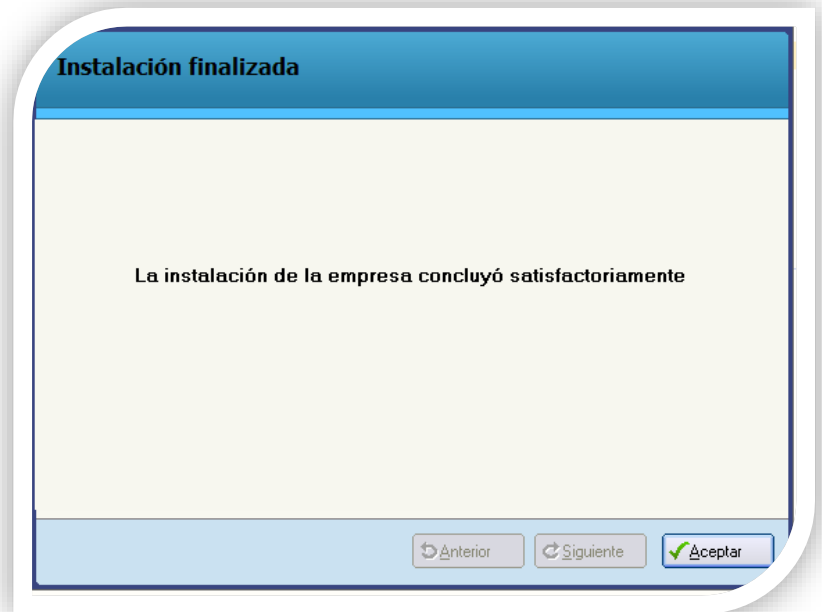 Instalación finalizada
La instalación de la empresa concluyó satisfactoriamente
Anterior
Siguiente
Aceptar